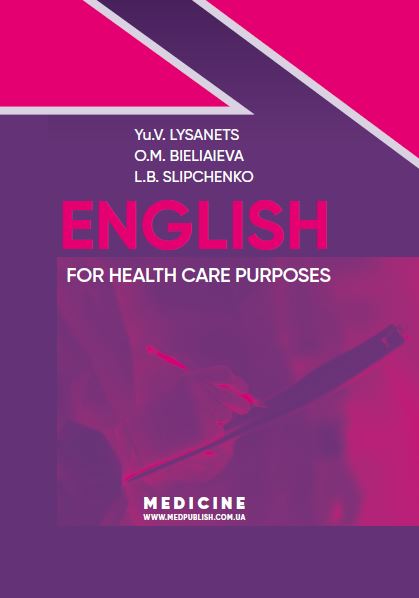 Yu.V. LYSANETS
O.M. BIELIAIEVA
L.B. SLIPCHENKO
ENGLISH
FOR HEALTH CARE PURPOSES
MEDICINE
WWW.MEDPUBLISH.COM.UA